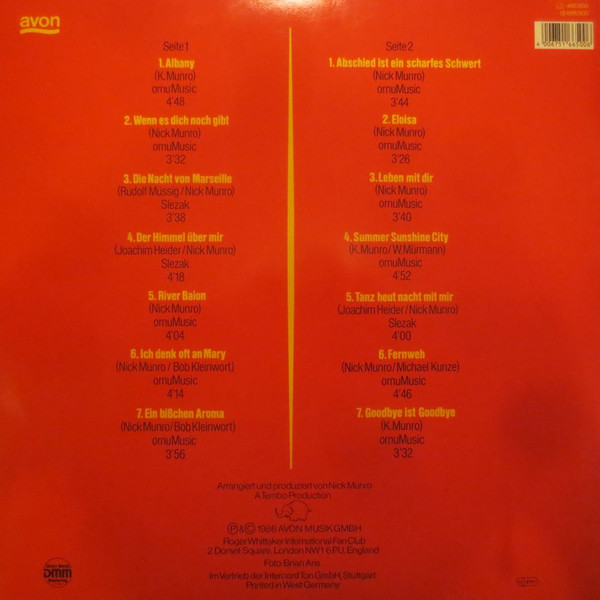 avon
4 006751 665006
Seite 1
1. Albany
(K. Munro)
omuMusic
4'48
2. Wenn es dich noch gibt
(Nick Munro)
omuMusic
3'32
3. Die Nacht von Marseille
(Rudolf Müssig / Nick Munro)
Slezak
3'38
4. Der Himmel über mir
(Joachim Heider / Nick Munro)
Slezak
4'18
5. River Baion
(Nick Munro)
omuMusic
4'04
6. Ich denk oft an Mary
(Nick Munro / Bob Kleinwort)
omuMusic
4'14
7. Ein bißchen Aroma
(Nick Munro / Bob Kleinwort)
omuMusic
3'56
Seite 2
1. Abschied ist ein scharfes Schwert
(Nick Munro)
omuMusic
3'44
2. Eloisa
(Nick Munro)
omuMusic
3'26
3. Leben mit dir
(Nick Munro)
omuMusic
3'40
4. Summer Sunshine City
(K. Munro / W. Mürmann)
omuMusic
4'52
5. Tanz heut nacht mit mir
(Joachim Heider / Nick Munro)
Slezak
4'00
6. Fernweh
(Nick Munro / Michael Kunze)
omuMusic
4'46
7. Goodbye ist Goodbye
(K. Munro)
omuMusic
3'32
Arrangiert und produziert von Nick Munro
A Tembo Production
Ⓟ & © 1986 AVON MUSIK GMBH
Roger Whittaker International Fan Club
2 Dorset Square, London NW1 6 PU, England
Foto: Brian Aris
Im Vertrieb der Intercord Ton GmbH, Stuttgart
Printed in West Germany
DMM